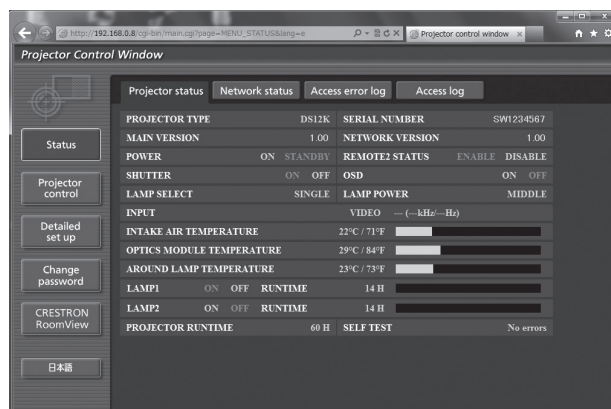 http://192.168.0.8/cgi-bin/main.cgi?page=MENU_STATUS&lang=e
Projector control window
Projector Control Window
Projector status
Network status
Access error log
Access log
Status
Projector control
Detailed set up
Change password
CRESTRON RoomView
日本語
PROJECTOR TYPE DS12K SERIAL NUMBER SW1234567
MAIN VERSION 1.00 NETWORK VERSION 1.00
POWER ON STANDBY REMOTE2 STATUS ENABLE DISABLE
SHUTTER ON OFF OSD ON OFF
LAMP SELECT SINGLE LAMP POWER MIDDLE
INPUT VIDEO --- (---kHz/---Hz)
INTAKE AIR TEMPERATURE 22°C / 71°F
OPTICS MODULE TEMPERATURE 29°C / 84°F
AROUND LAMP TEMPERATURE 23°C / 73°F
LAMP1 ON OFF RUNTIME 14 H
LAMP2 ON OFF RUNTIME 14 H
PROJECTOR RUNTIME 60 H SELF TEST No errors